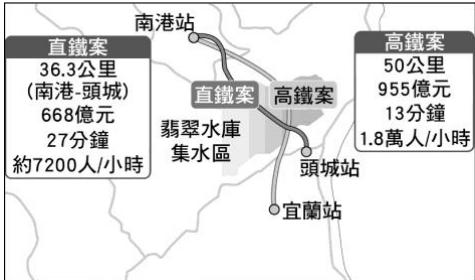 南港站
直鐵案
36.3公里
(南港-頭城)
668億元
27分鐘
約7200人/小時
高鐵案
50公里
955億元
13分鐘
1.8萬人/小時
直鐵案
高鐵案
翡翠水庫
集水區
頭城站
宜蘭站